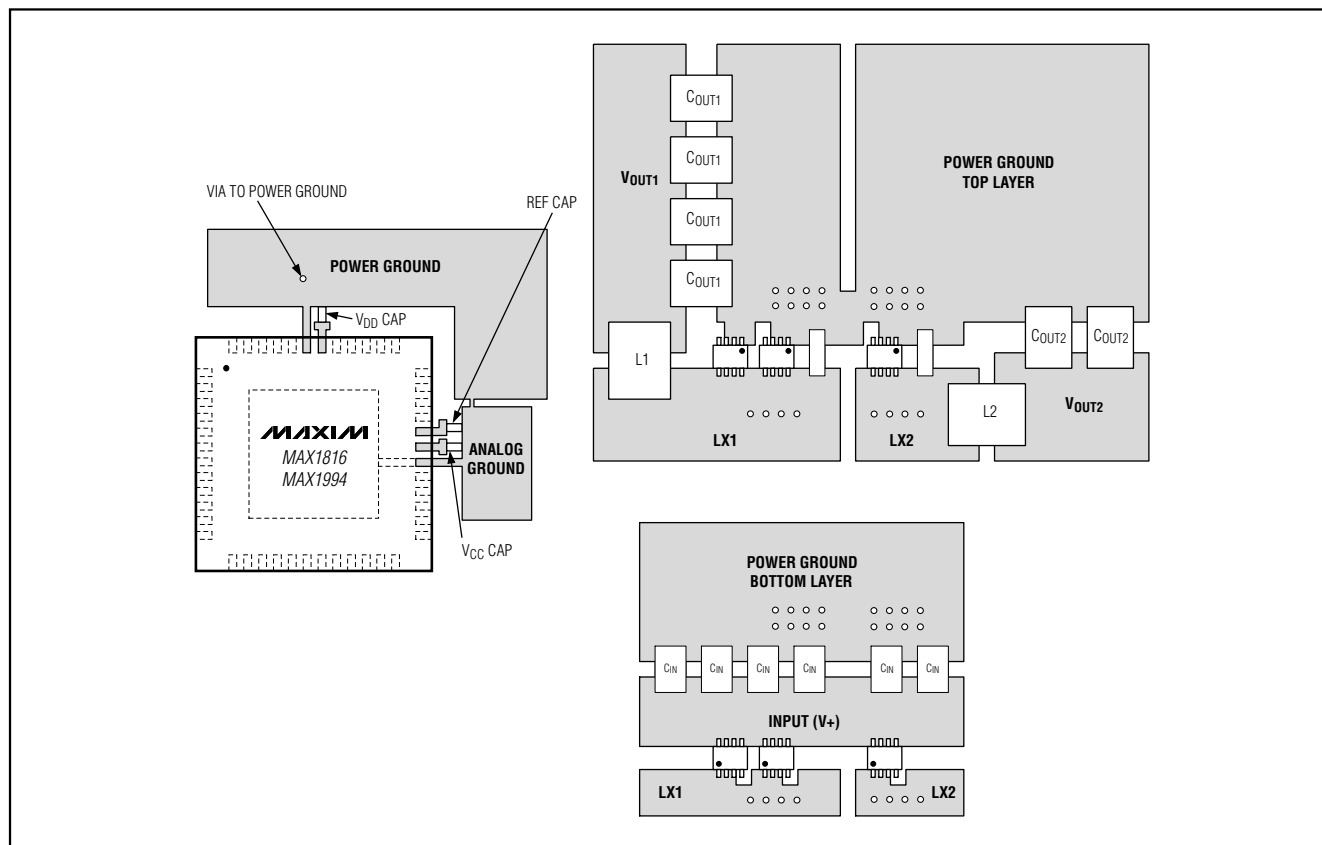 VIA TO POWER GROUND
REF CAP
POWER GROUND
VDD CAP
MAXIM
MAX1816
MAX1994
ANALOG
GROUND
VCC CAP
COUT1
COUT1
COUT1
COUT1
VOUT1
POWER GROUND
TOP LAYER
L1
COUT2
COUT2
L2
VOUT2
LX1
LX2
POWER GROUND
BOTTOM LAYER
CIN
CIN
CIN
CIN
CIN
CIN
INPUT (V+)
LX1
LX2